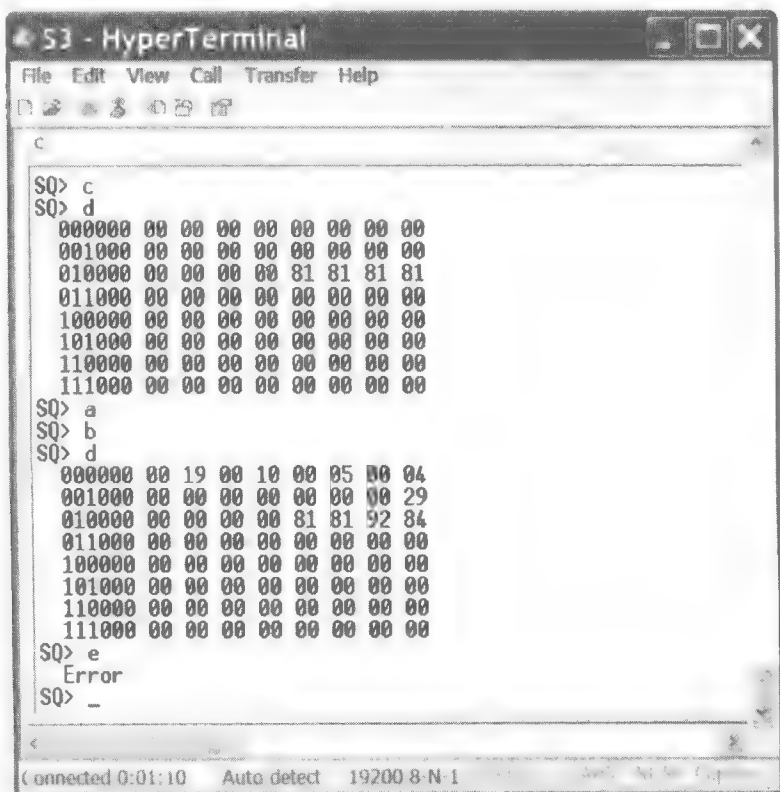 S3 - HyperTerminal
File Edit View Call Transfer Help
c
SQ> c
SQ> d
000000 00 00 00 00 00 00 00 00
001000 00 00 00 00 00 00 00 00
010000 00 00 00 00 81 81 81 81
011000 00 00 00 00 00 00 00 00
100000 00 00 00 00 00 00 00 00
101000 00 00 00 00 00 00 00 00
110000 00 00 00 00 00 00 00 00
111000 00 00 00 00 00 00 00 00
SQ> a
SQ> b
SQ> d
000000 00 19 00 10 00 05 00 04
001000 00 00 00 00 00 00 00 29
010000 00 00 00 00 81 81 92 84
011000 00 00 00 00 00 00 00 00
100000 00 00 00 00 00 00 00 00
101000 00 00 00 00 00 00 00 00
110000 00 00 00 00 00 00 00 00
111000 00 00 00 00 00 00 00 00
SQ> e
Error
SQ> _
Connected 0:01:10 Auto detect 19200 8-N-1